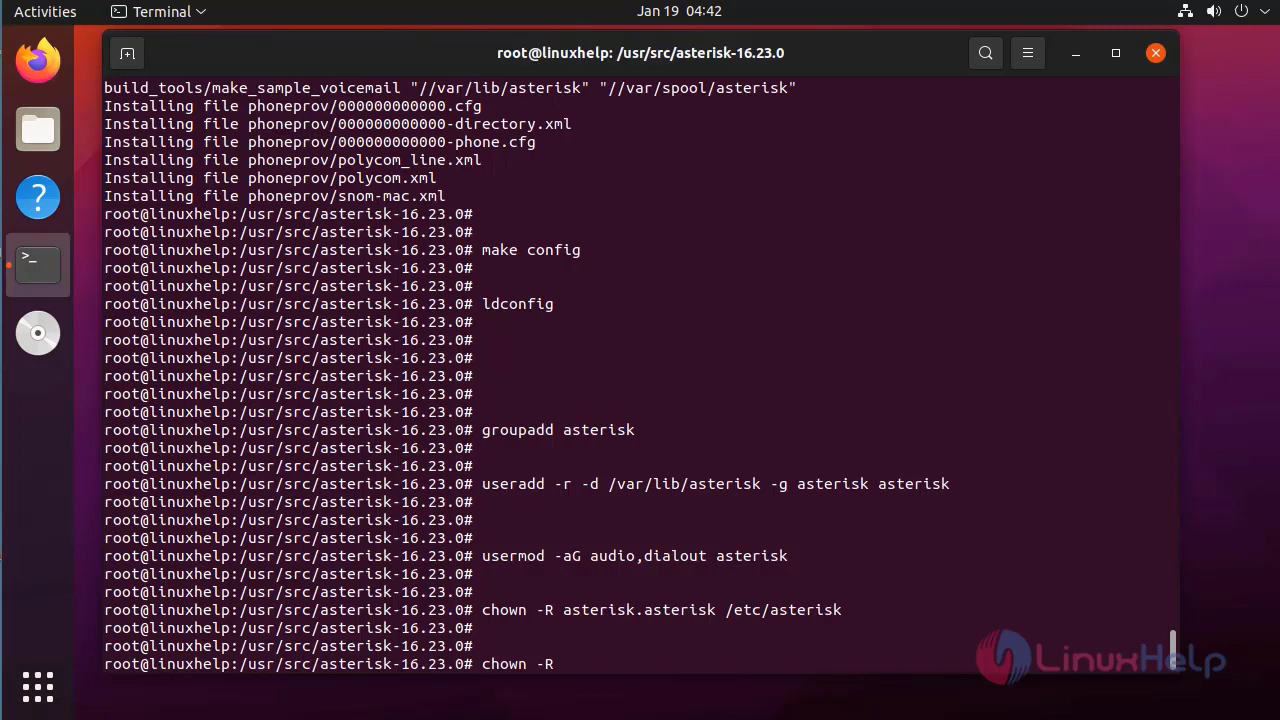 Activities
Terminal
Jan 19 04:42
root@linuxhelp: /usr/src/asterisk-16.23.0
build_tools/make_sample_voicemail "//var/lib/asterisk" "//var/spool/asterisk"
Installing file phoneprov/000000000000.cfg
Installing file phoneprov/000000000000-directory.xml
Installing file phoneprov/000000000000-phone.cfg
Installing file phoneprov/polycom_line.xml
Installing file phoneprov/polycom.xml
Installing file phoneprov/snom-mac.xml
root@linuxhelp:/usr/src/asterisk-16.23.0#
root@linuxhelp:/usr/src/asterisk-16.23.0#
root@linuxhelp:/usr/src/asterisk-16.23.0# make config
root@linuxhelp:/usr/src/asterisk-16.23.0#
root@linuxhelp:/usr/src/asterisk-16.23.0#
root@linuxhelp:/usr/src/asterisk-16.23.0# ldconfig
root@linuxhelp:/usr/src/asterisk-16.23.0#
root@linuxhelp:/usr/src/asterisk-16.23.0#
root@linuxhelp:/usr/src/asterisk-16.23.0#
root@linuxhelp:/usr/src/asterisk-16.23.0#
root@linuxhelp:/usr/src/asterisk-16.23.0#
root@linuxhelp:/usr/src/asterisk-16.23.0#
root@linuxhelp:/usr/src/asterisk-16.23.0# groupadd asterisk
root@linuxhelp:/usr/src/asterisk-16.23.0#
root@linuxhelp:/usr/src/asterisk-16.23.0#
root@linuxhelp:/usr/src/asterisk-16.23.0# useradd -r -d /var/lib/asterisk -g asterisk asterisk
root@linuxhelp:/usr/src/asterisk-16.23.0#
root@linuxhelp:/usr/src/asterisk-16.23.0#
root@linuxhelp:/usr/src/asterisk-16.23.0#
root@linuxhelp:/usr/src/asterisk-16.23.0# usermod -aG audio,dialout asterisk
root@linuxhelp:/usr/src/asterisk-16.23.0#
root@linuxhelp:/usr/src/asterisk-16.23.0#
root@linuxhelp:/usr/src/asterisk-16.23.0# chown -R asterisk.asterisk /etc/asterisk
root@linuxhelp:/usr/src/asterisk-16.23.0#
root@linuxhelp:/usr/src/asterisk-16.23.0#
root@linuxhelp:/usr/src/asterisk-16.23.0# chown -R
LinuxHelp